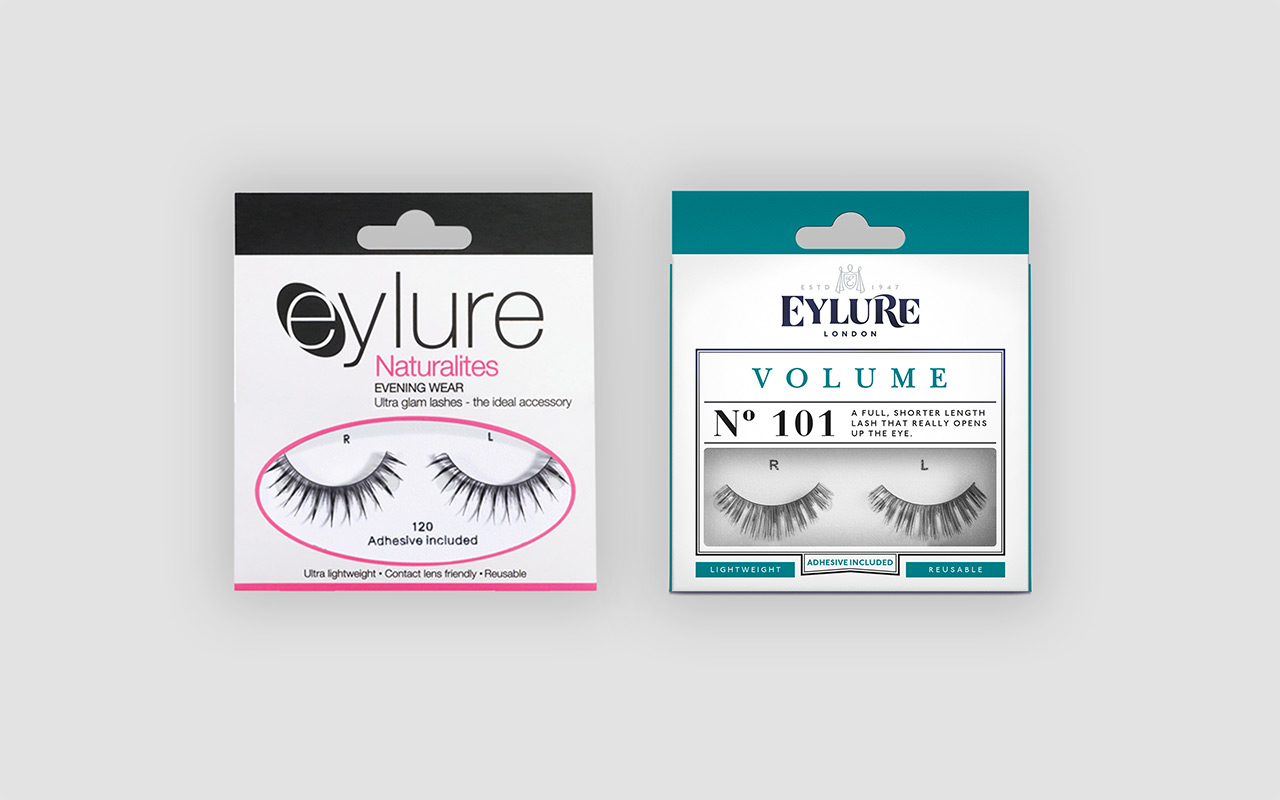 eylure
Naturalites
EVENING WEAR
Ultra glam lashes - the ideal accessory
R L
120
Adhesive included
Ultra lightweight • Contact lens friendly • Reusable
ESTD 1947
EYLURE
LONDON
VOLUME
Nº 101
A FULL, SHORTER LENGTH
LASH THAT REALLY OPENS
UP THE EYE.
R L
LIGHTWEIGHT
ADHESIVE INCLUDED
REUSABLE